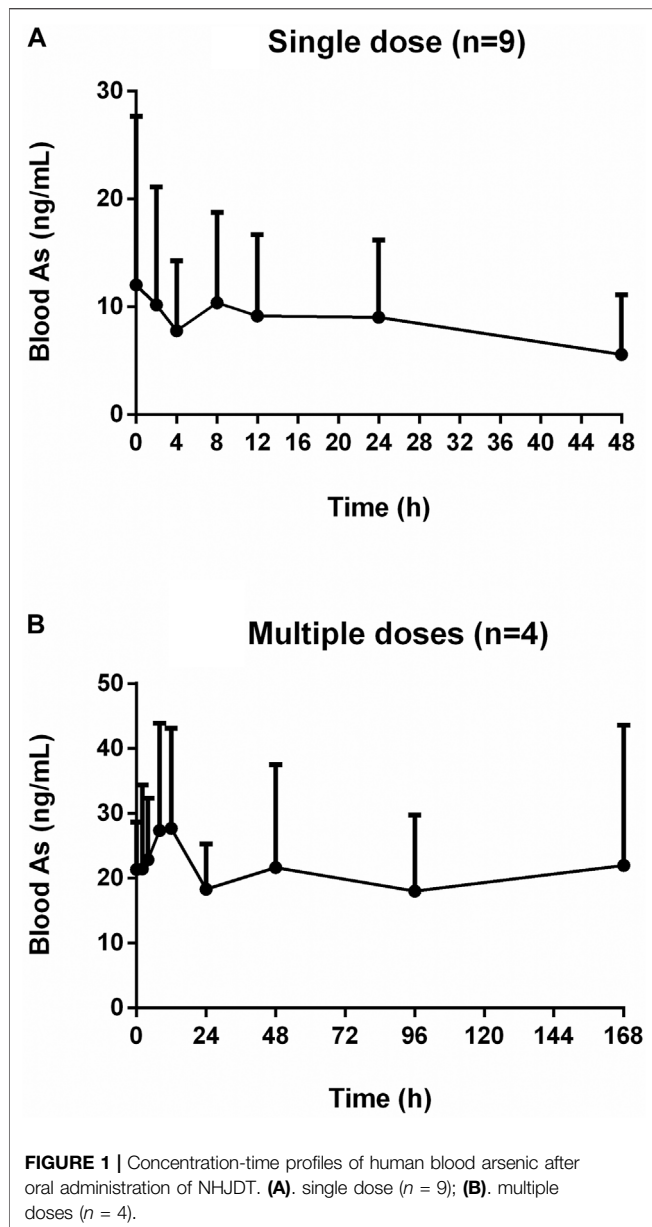 A
Single dose (n=9)
30
20
10
0
Blood As (ng/mL)
0 4 8 12 16 20 24 28 32 36 40 44 48
Time (h)
B
Multiple doses (n=4)
50
40
30
20
10
0
Blood As (ng/mL)
0 24 48 72 96 120 144 168
Time (h)
FIGURE 1 | Concentration-time profiles of human blood arsenic after
oral administration of NHJDT. (A). single dose (n = 9); (B). multiple
doses (n = 4).